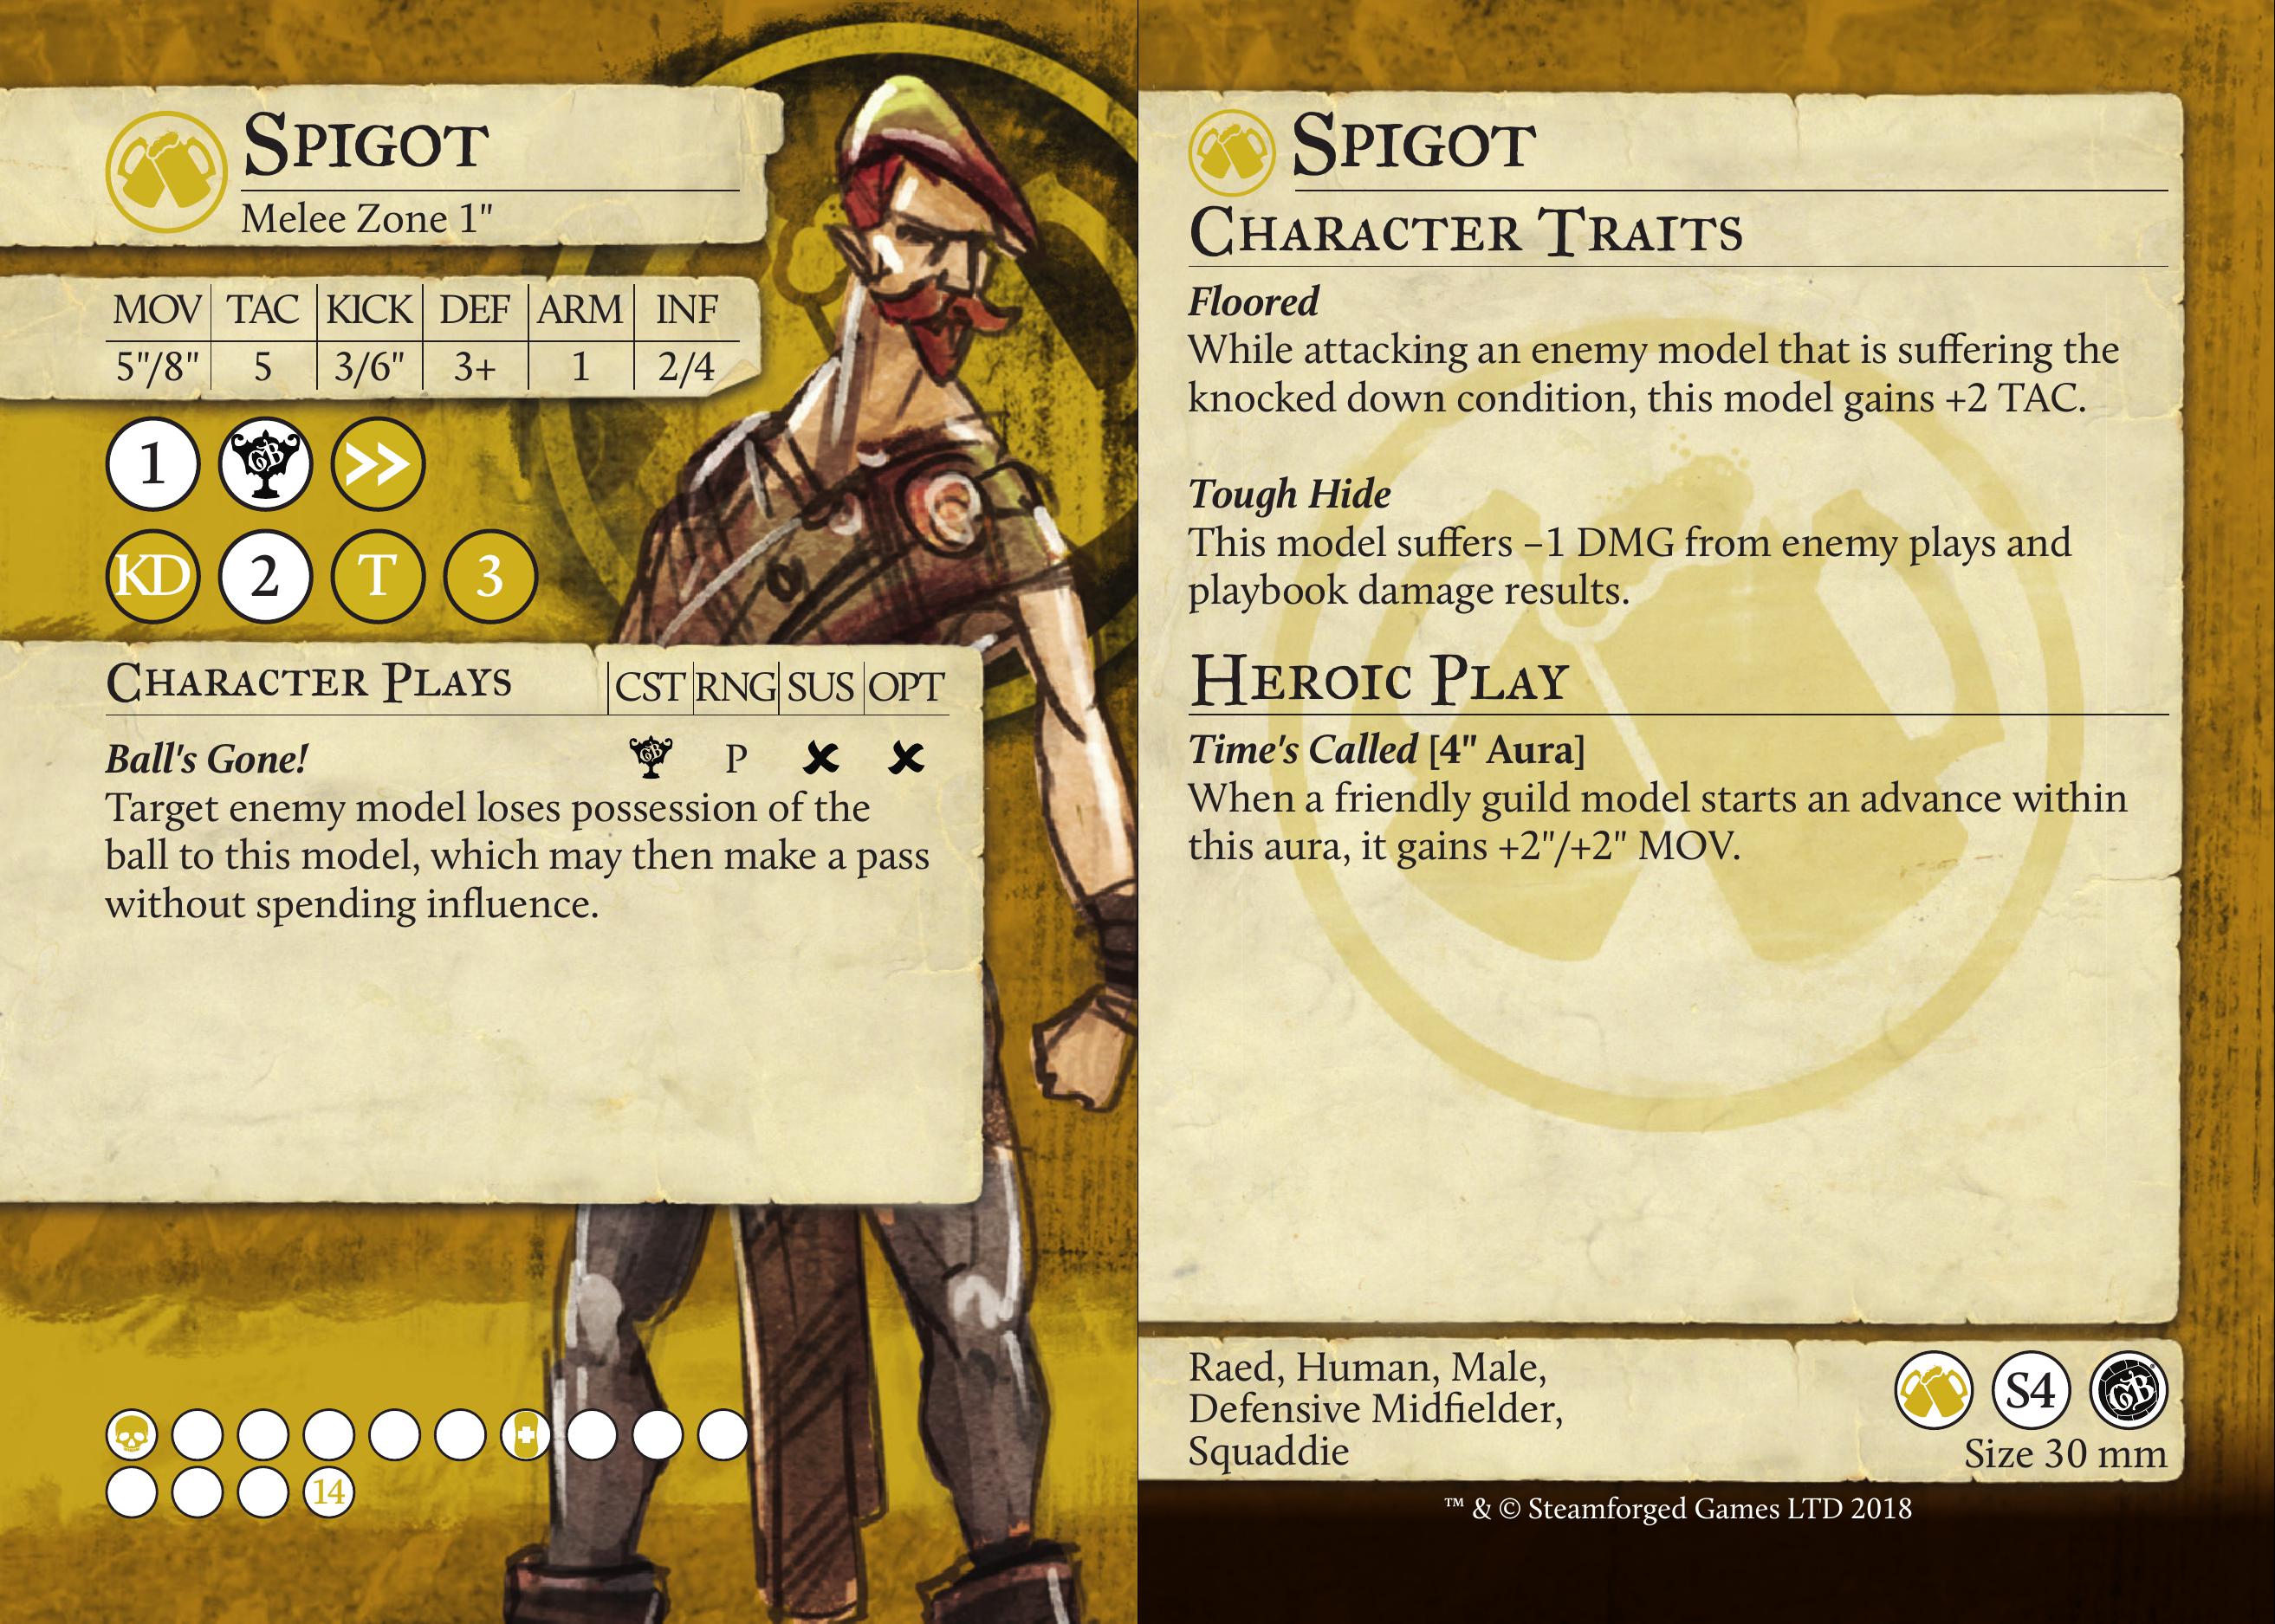 Spigot
Melee Zone 1"
MOV TAC KICK DEF ARM INF
5"/8" 5 3/6" 3+ 1 2/4
1 GB >>
KD 2 T 3
Character Plays CST RNG SUS OPT
Ball's Gone! GB P ✘ ✘
Target enemy model loses possession of the
ball to this model, which may then make a pass
without spending influence.
14
Spigot
Character Traits
Floored
While attacking an enemy model that is suffering the
knocked down condition, this model gains +2 TAC.
Tough Hide
This model suffers –1 DMG from enemy plays and
playbook damage results.
Heroic Play
Time's Called [4" Aura]
When a friendly guild model starts an advance within
this aura, it gains +2"/+2" MOV.
Raed, Human, Male,
Defensive Midfielder,
Squaddie
S4 GB
Size 30 mm
™ & © Steamforged Games LTD 2018